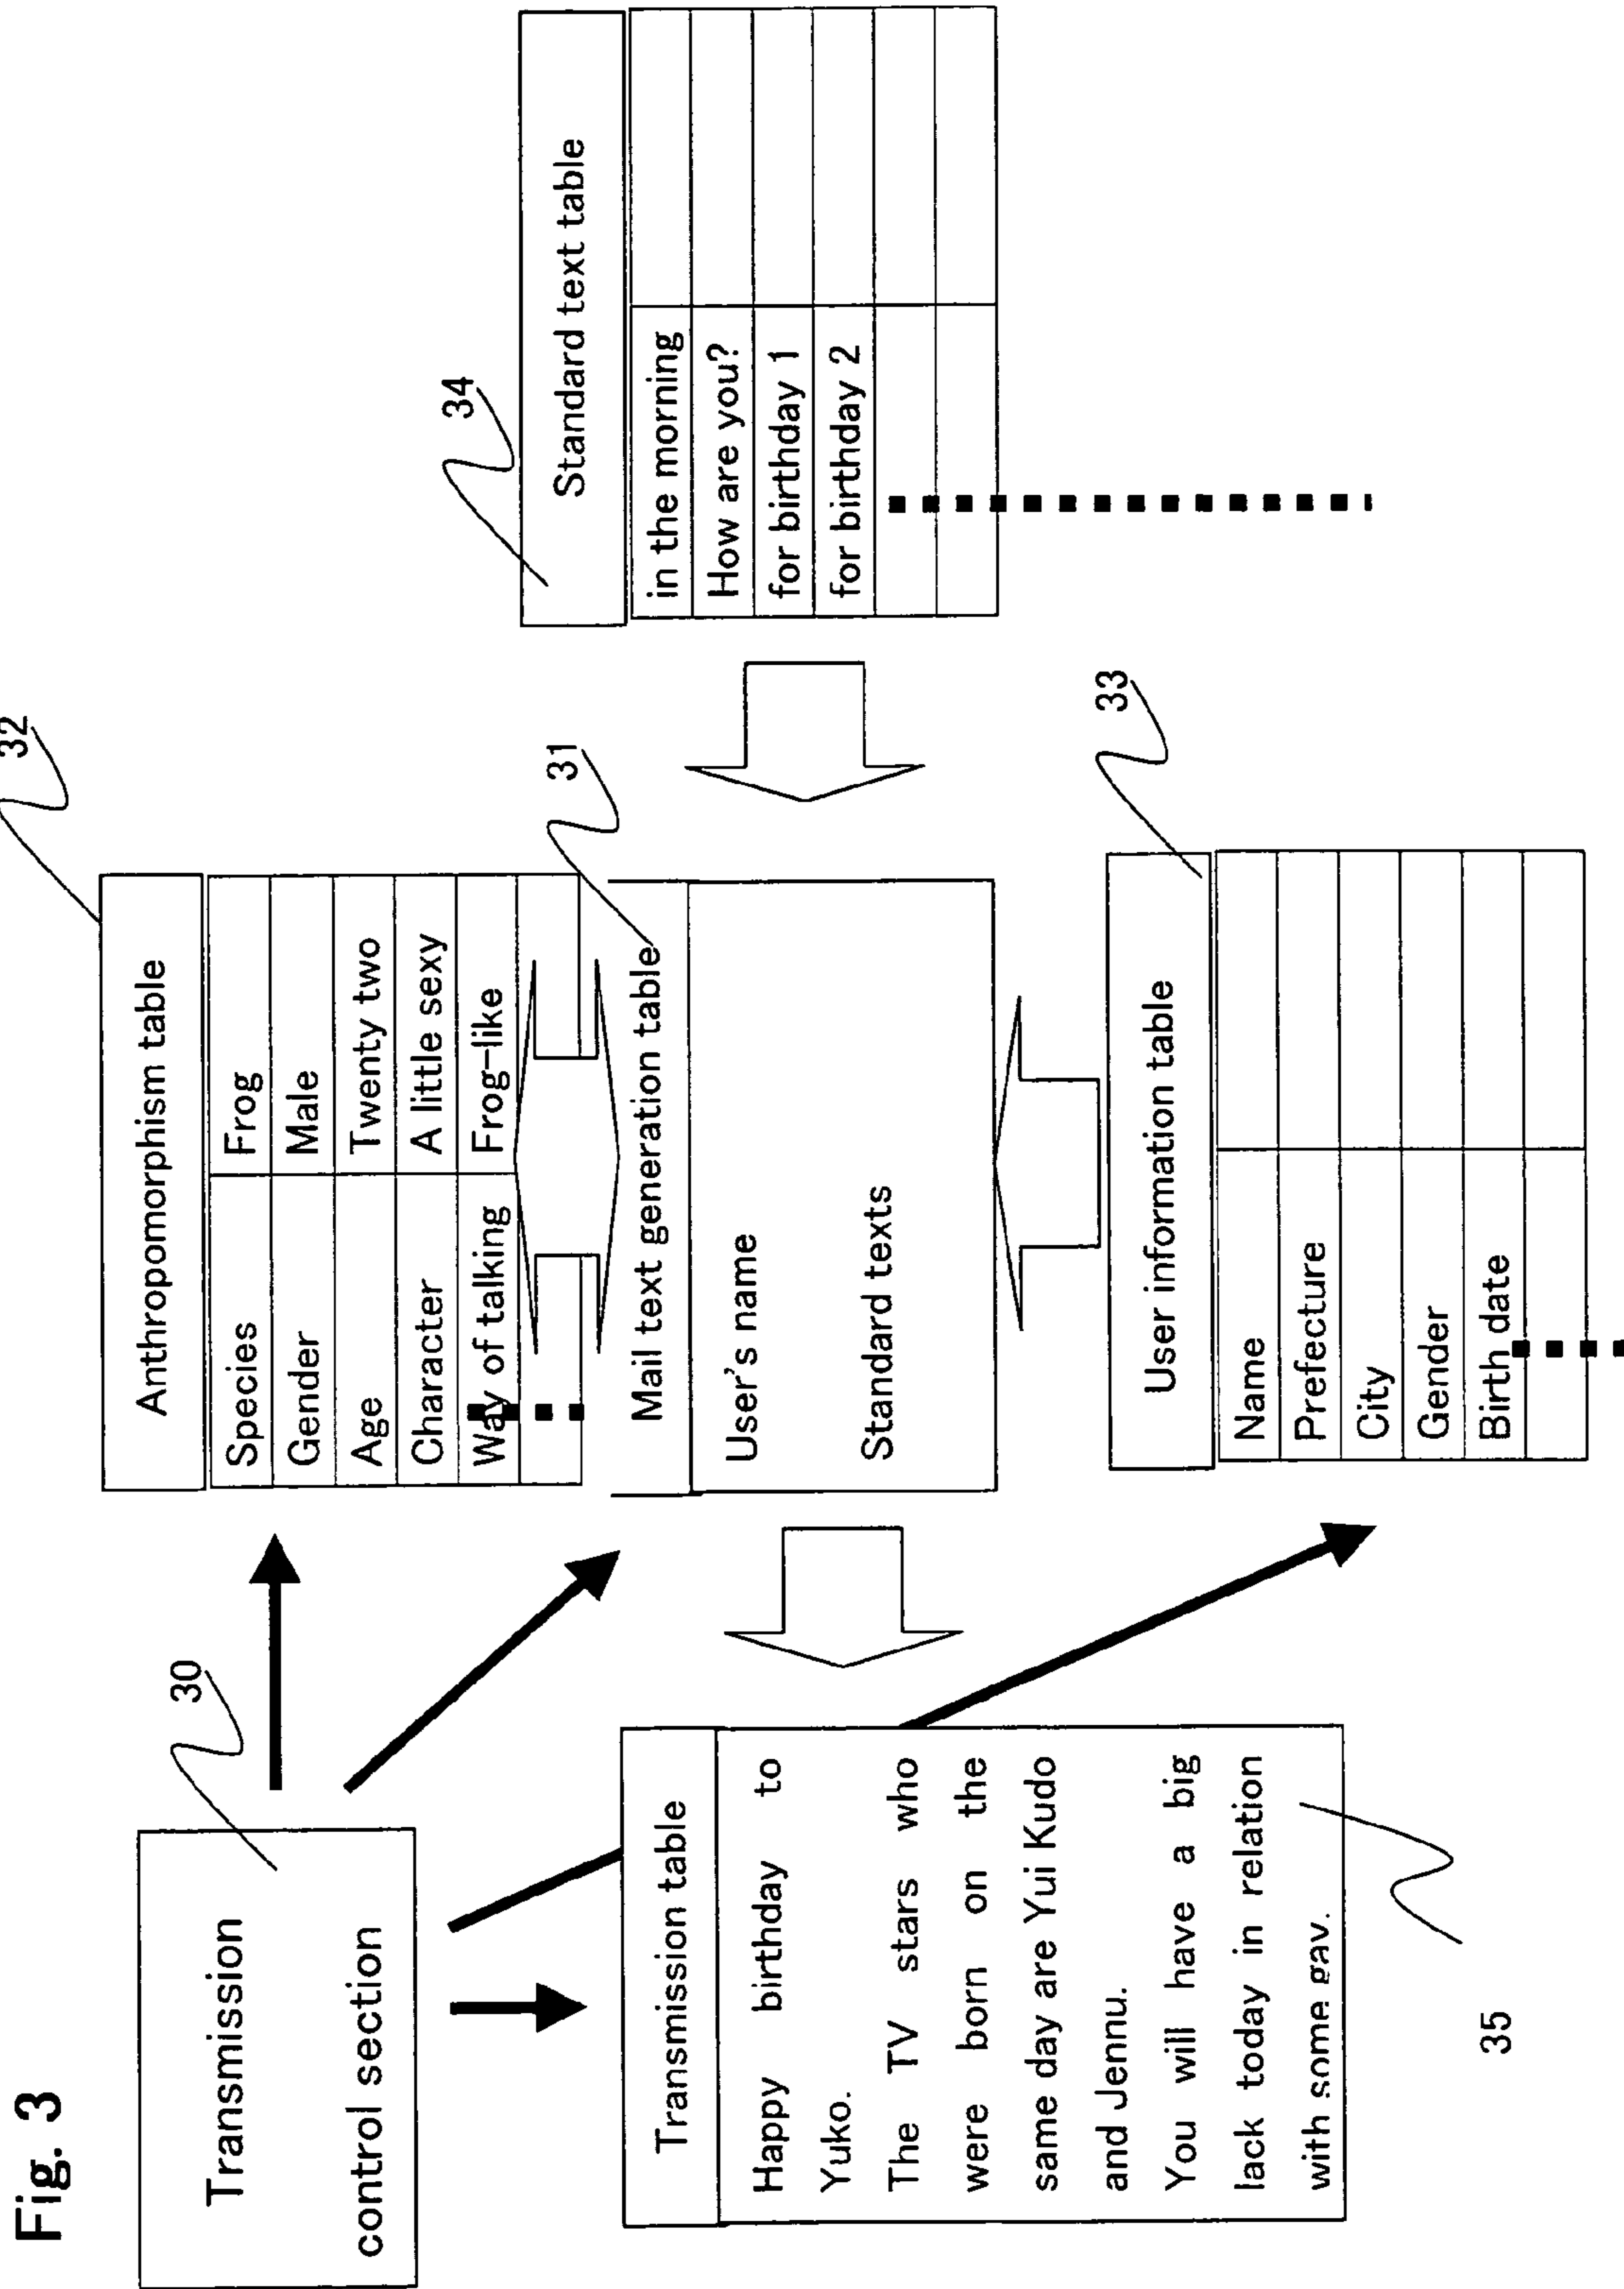 Fig. 3
Transmission
control section
30
Anthropomorphism table
32
Species Frog
Gender Male
Age Twenty two
Character A little sexy
Way of talking Frog-like
Mail text generation table
31
User's name
Standard texts
Standard text table
34
in the morning
How are you?
for birthday 1
for birthday 2
User information table
33
Name
Prefecture
City
Gender
Birth date
Transmission table
Happy birthday to
Yuko.
The TV stars who
were born on the
same day are Yui Kudo
and Jennu.
You will have a big
lack today in relation
with some gay.
35